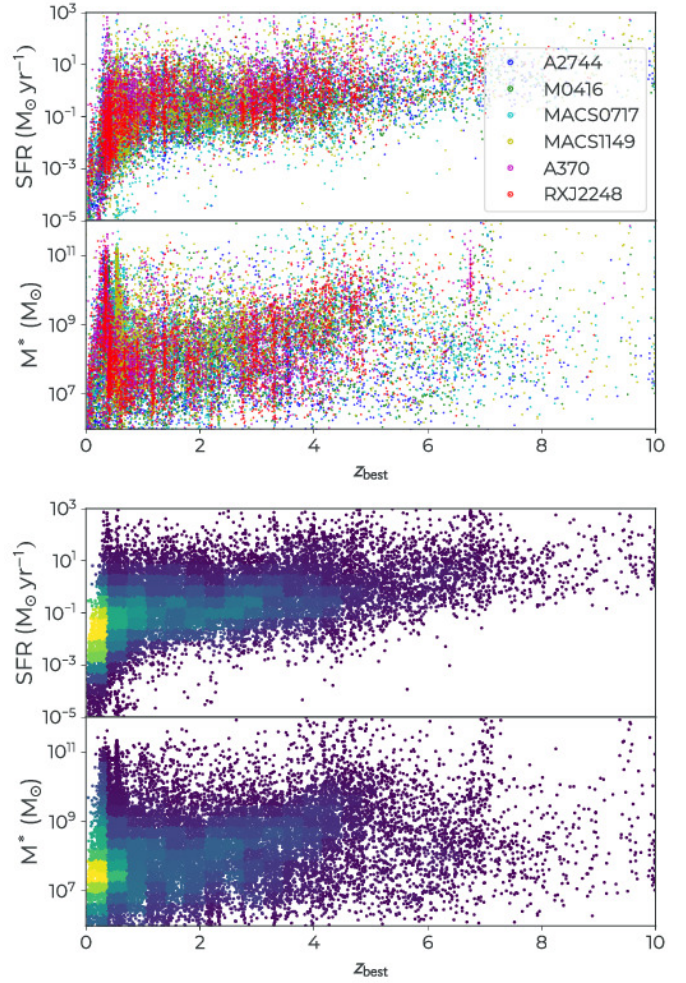 10³
10¹
10⁻¹
10⁻³
10⁻⁵
SFR (M⊙ yr⁻¹)
A2744
M0416
MACS0717
MACS1149
A370
RXJ2248
10¹¹
10⁹
10⁷
M* (M⊙)
0 2 4 6 8 10
z_best
10³
10¹
10⁻¹
10⁻³
10⁻⁵
SFR (M⊙ yr⁻¹)
10¹¹
10⁹
10⁷
M* (M⊙)
0 2 4 6 8 10
z_best